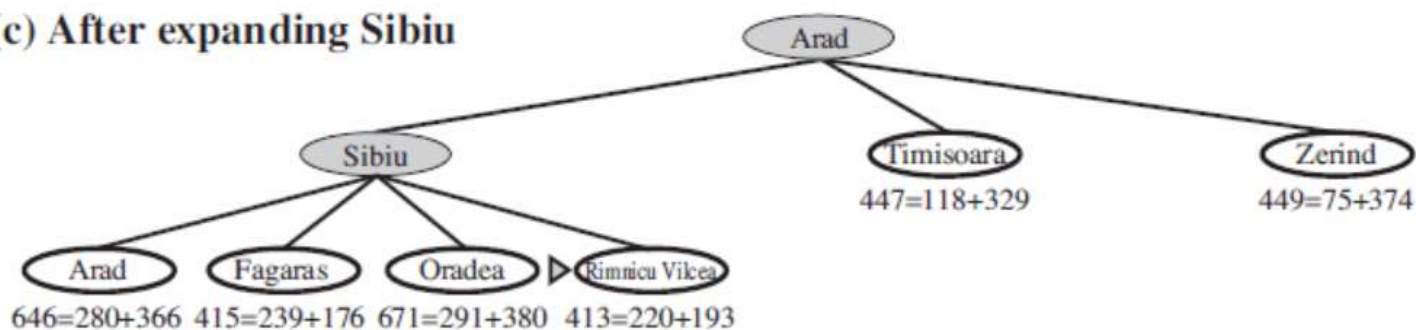 c) After expanding Sibiu
Arad
Sibiu
Timisoara
Zerind
447=118+329
449=75+374
Arad
Fagaras
Oradea
Rimnicu Vilcea
646=280+366
415=239+176
671=291+380
413=220+193